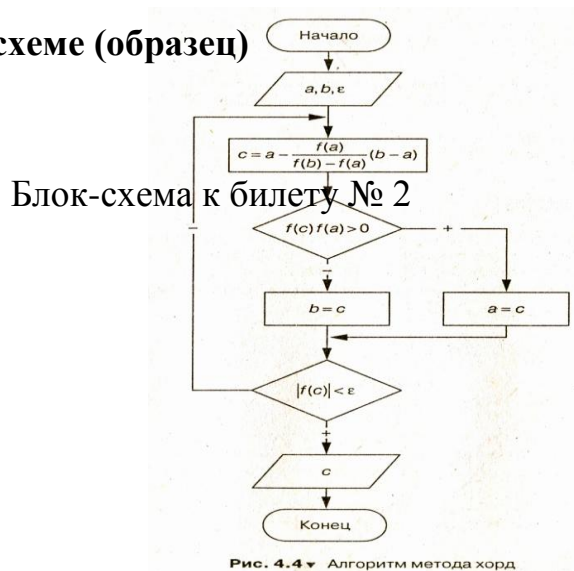 схеме (образец)
Начало
a, b, ε
c = a − f(a) / f(b) − f(a) (b − a)
Блок-схема к билету № 2
f(c) f(a) > 0
+
−
−
b = c
a = c
|f(c)| < ε
+
c
Конец
Рис. 4.4 ▾ Алгоритм метода хорд